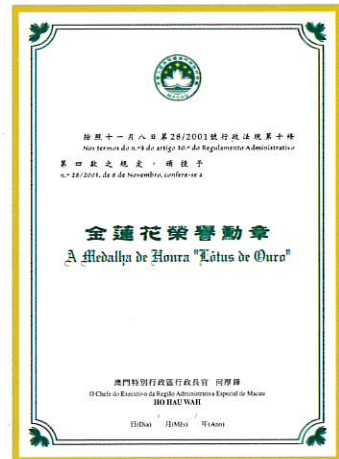 MACAU
按照十一月八日第28/2001號行政法規第十條
Nos termos do n.º4 do artigo 10.º do Regulamento Administrativo
第四款之規定，頒授予
n.º 28/2001, de 8 de Novembro, confere-se a
金蓮花榮譽勳章
A Medalha de Honra "Lótus de Ouro"
澳門特別行政區行政長官 何厚鏵
O Chefe do Executivo da Região Administrativa Especial de Macau
HO HAU WAH
日(Dia) 月(Mês) 年(Ano)